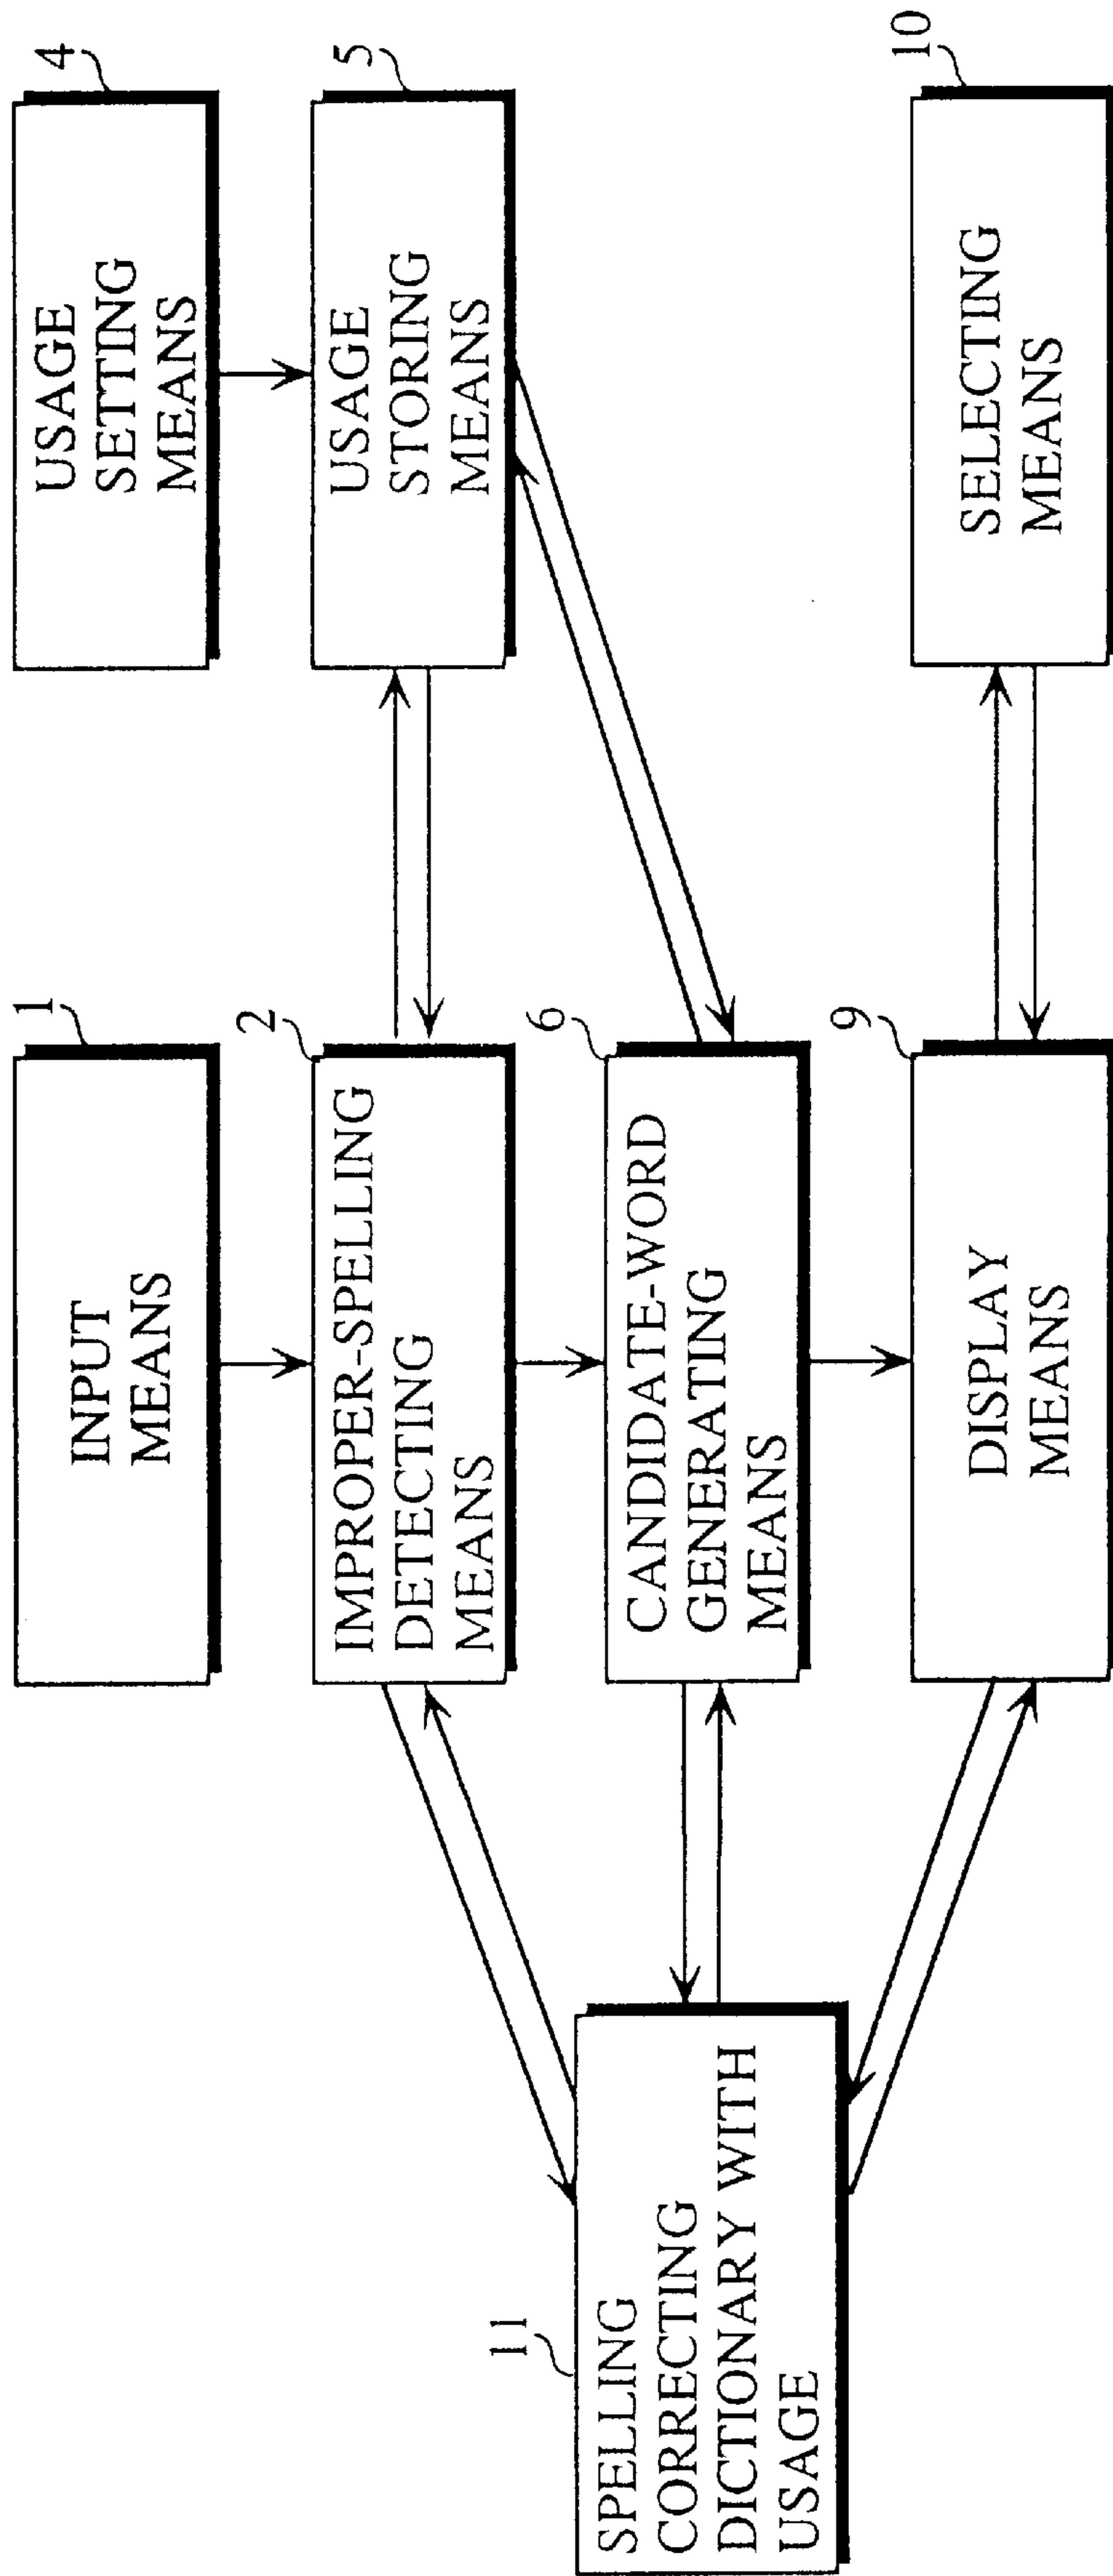 1
INPUT
MEANS
4
USAGE
SETTING
MEANS
2
IMPROPER-SPELLING
DETECTING
MEANS
5
USAGE
STORING
MEANS
11
SPELLING
CORRECTING
DICTIONARY WITH
USAGE
6
CANDIDATE-WORD
GENERATING
MEANS
9
DISPLAY
MEANS
10
SELECTING
MEANS